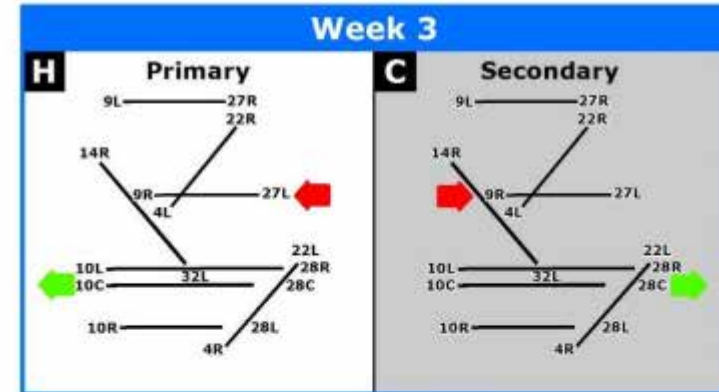 Week 3
H Primary
9L 27R
22R
14R
9R 27L
4L
22L
10L 28R
32L
10C 28C
10R 28L
4R
C Secondary
9L 27R
22R
14R
9R 27L
4L
22L
10L 28R
32L
10C 28C
10R 28L
4R